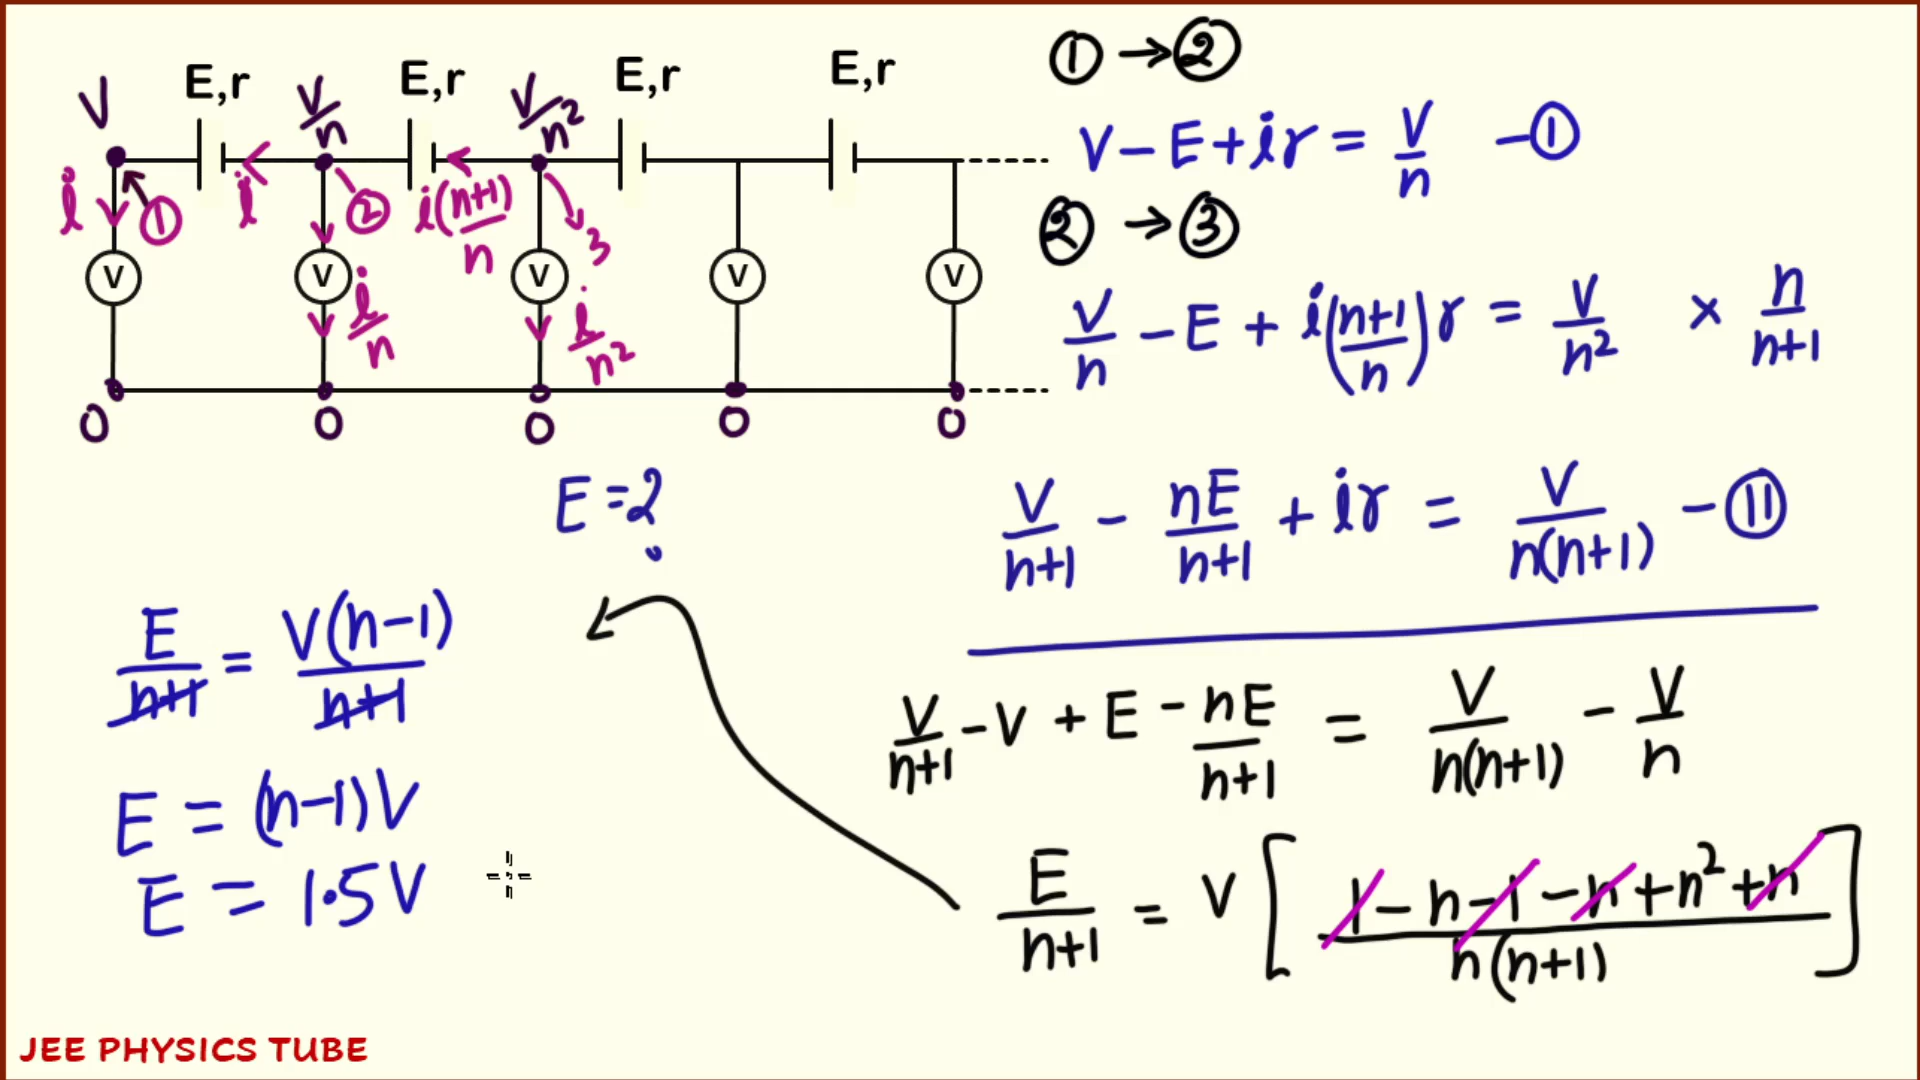 E,r E,r E,r E,r
V V/n V/n²
i ① i ② i(n+1)/n 3
V V V V V
i/n i/n²
0 0 0 0 0
E = ?
① → ②
V - E + ir = V/n - ①
② → ③
V/n - E + i(n+1/n)r = V/n² × n/n+1
V/n+1 - nE/n+1 + ir = V/n(n+1) - ⑪
V/n+1 - V + E - nE/n+1 = V/n(n+1) - V/n
E/n+1 = V[1 - n - 1 - n + n² + n / n(n+1)]
E/n+1 = V(n-1)/n+1
E = (n-1)V
E = 1.5V
JEE PHYSICS TUBE